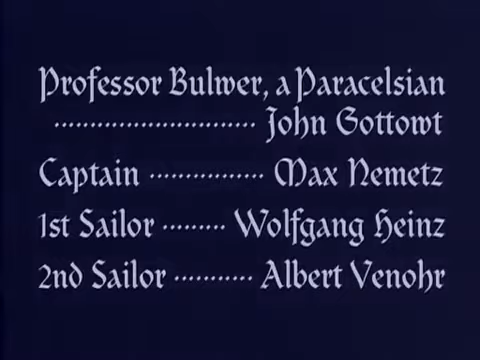 Professor Bulwer, a Paracelsian
··························· John Gottowt
Captain ················ Max Nemetz
1st Sailor ········· Wolfgang Heinz
2nd Sailor ··········· Albert Venohr